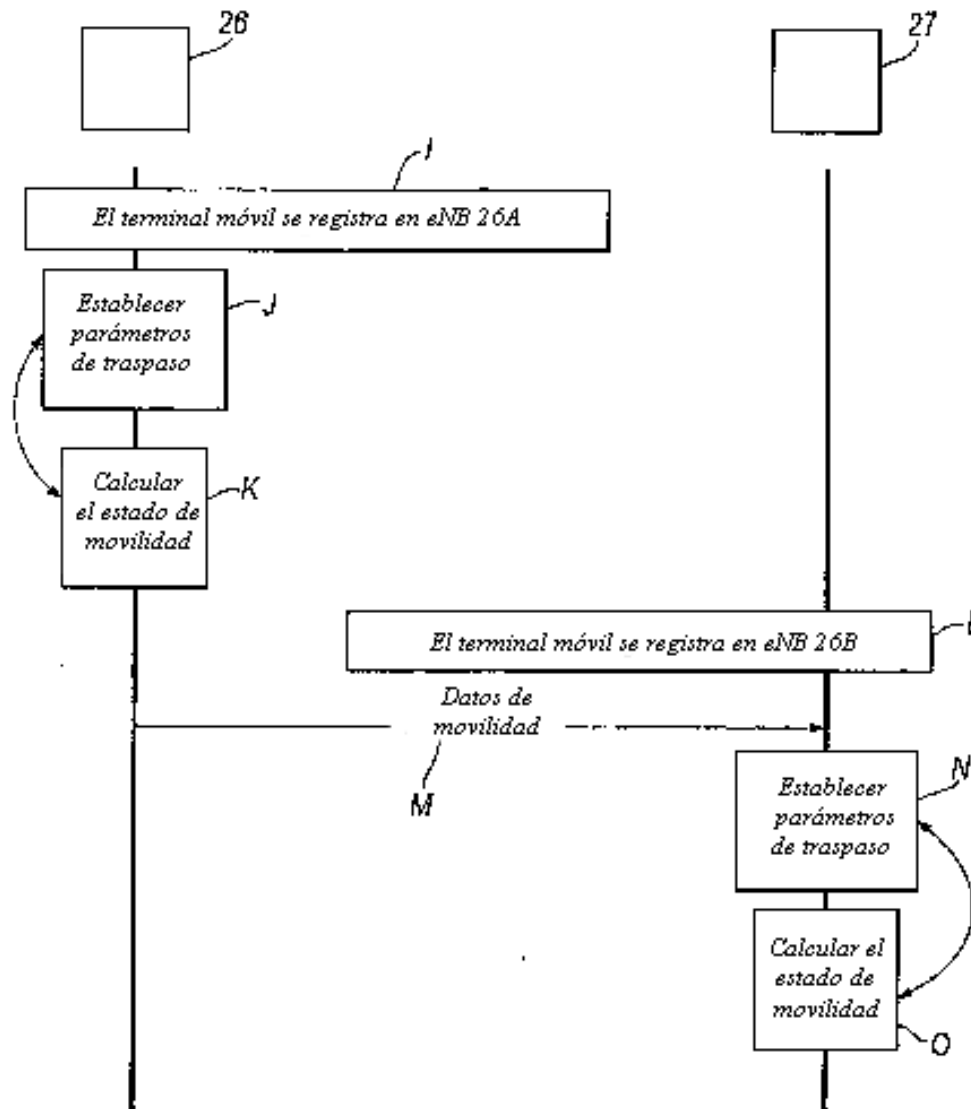 26
27
I
El terminal móvil se registra en eNB 26A
Establecer
parámetros
de traspaso
J
Calcular
el estado de
movilidad
K
El terminal móvil se registra en eNB 26B
Datos de
movilidad
M
Establecer
parámetros
de traspaso
N
Calcular el
estado de
movilidad
O